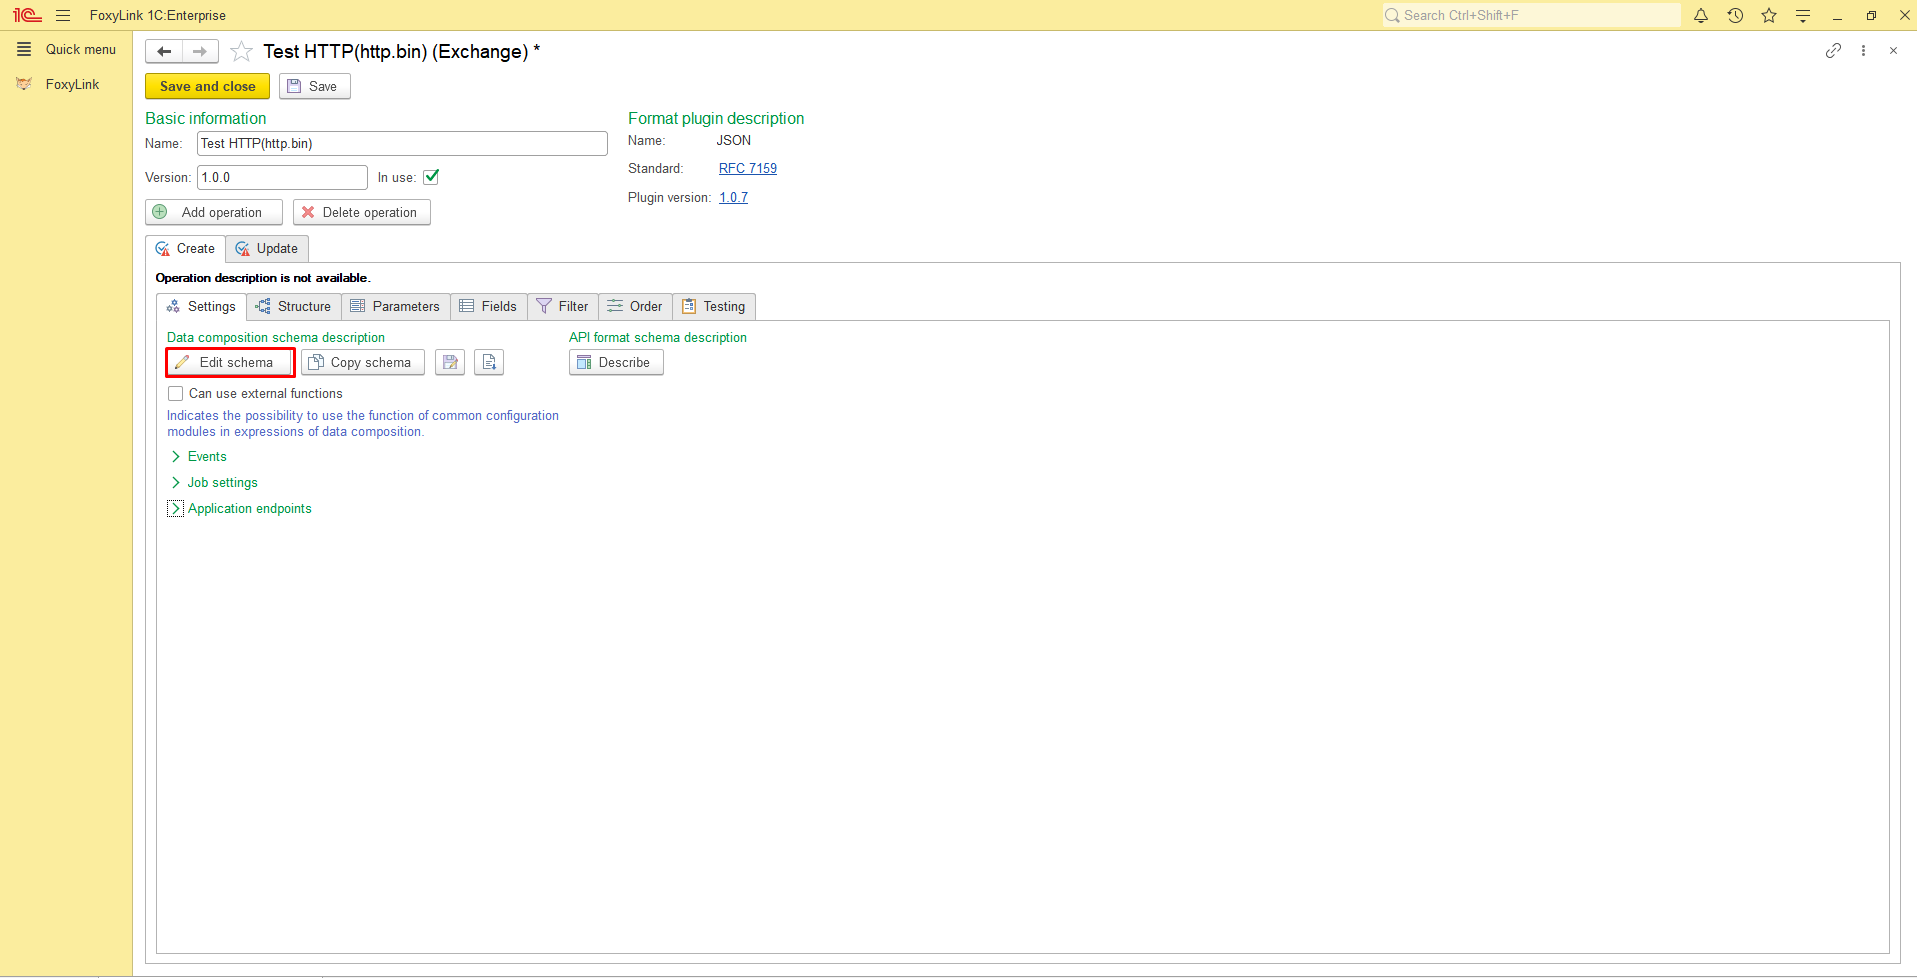 FoxyLink 1C:Enterprise
Search Ctrl+Shift+F
Quick menu
FoxyLink
Test HTTP(http.bin) (Exchange) *
Save and close
Save
Basic information
Name:
Test HTTP(http.bin)
Version:
1.0.0
In use:
Add operation
Delete operation
Format plugin description
Name:
JSON
Standard:
RFC 7159
Plugin version:
1.0.7
Create
Update
Operation description is not available.
Settings
Structure
Parameters
Fields
Filter
Order
Testing
Data composition schema description
Edit schema
Copy schema
API format schema description
Describe
Can use external functions
Indicates the possibility to use the function of common configuration
modules in expressions of data composition.
Events
Job settings
Application endpoints